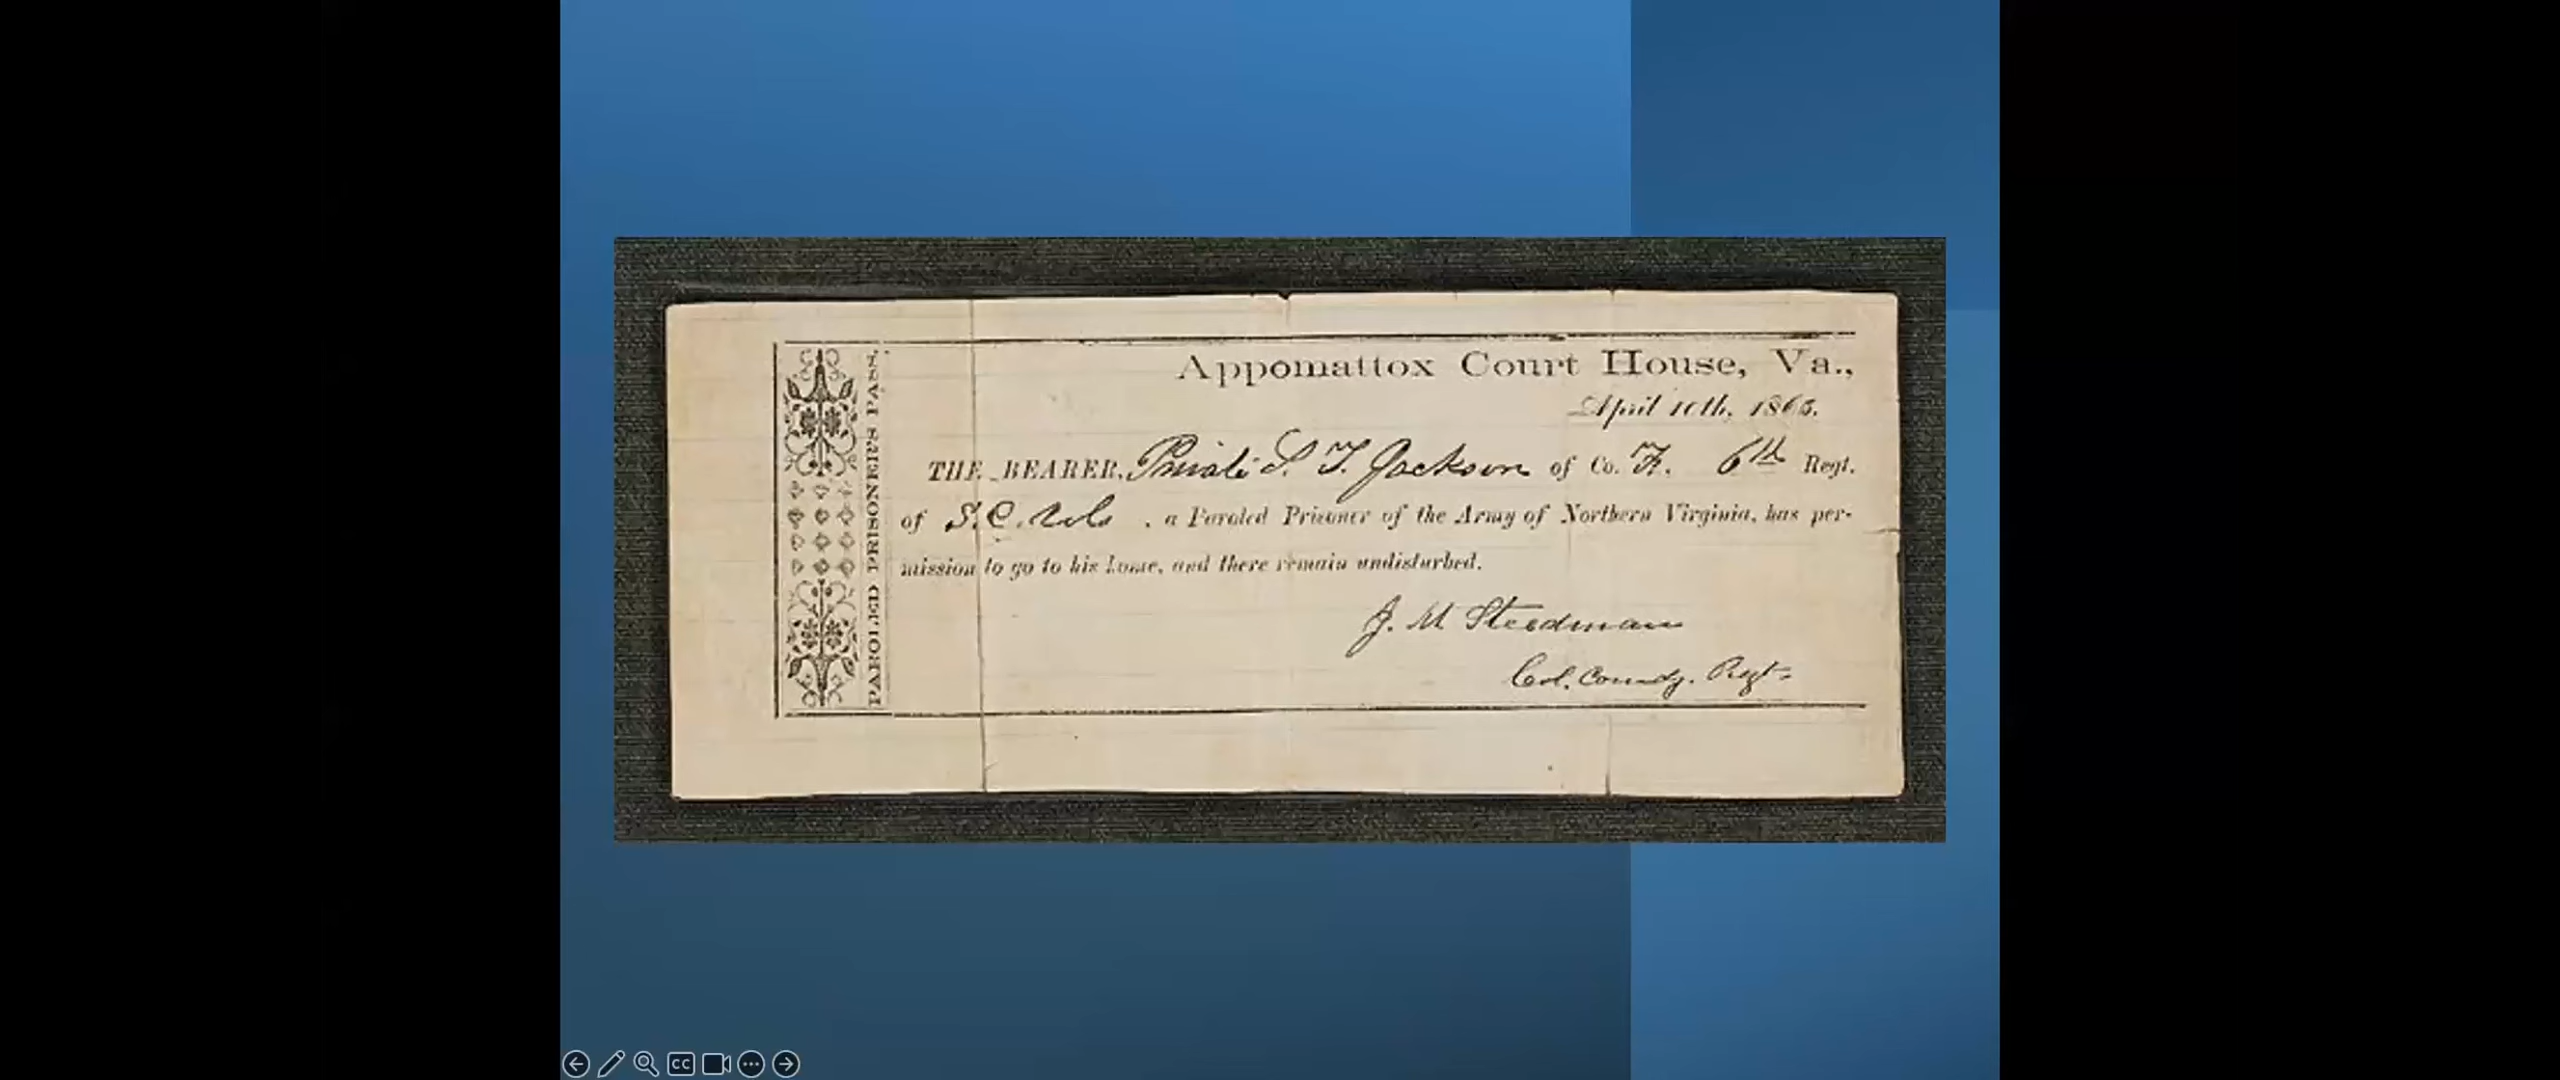 PAROLED PRISONER'S PASS.
Appomattox Court House, Va.,
April 10th, 1865.
THE BEARER, Private S. T. Jackson of Co. F. 6th Regt.
of S. C. Vols , a Paroled Prisoner of the Army of Northern Virginia, has per-
mission to go to his home, and there remain undisturbed.
J. M Steedman
Col. Comdg. Regt.
CC